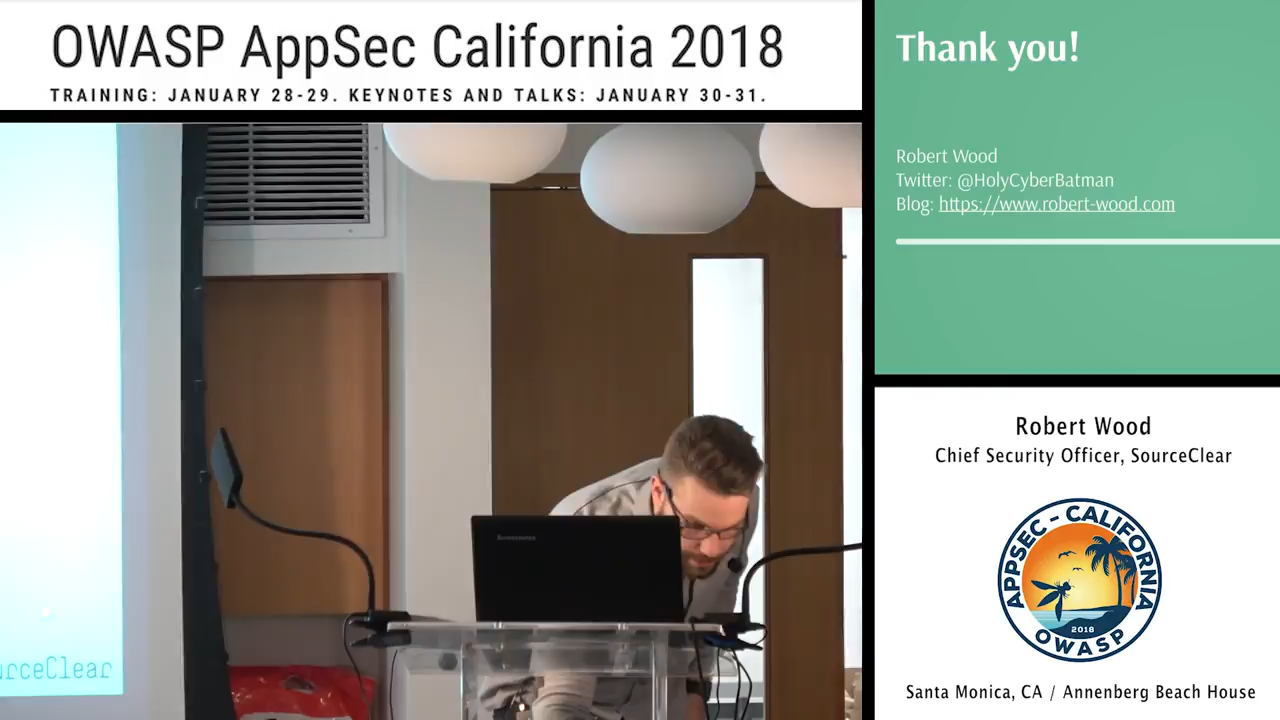 OWASP AppSec California 2018
TRAINING: JANUARY 28-29. KEYNOTES AND TALKS: JANUARY 30-31.
Thank you!
Robert Wood
Twitter: @HolyCyberBatman
Blog: https://www.robert-wood.com
urceClear
Robert Wood
Chief Security Officer, SourceClear
APPSEC - CALIFORNIA
2018
OWASP
Santa Monica, CA / Annenberg Beach House